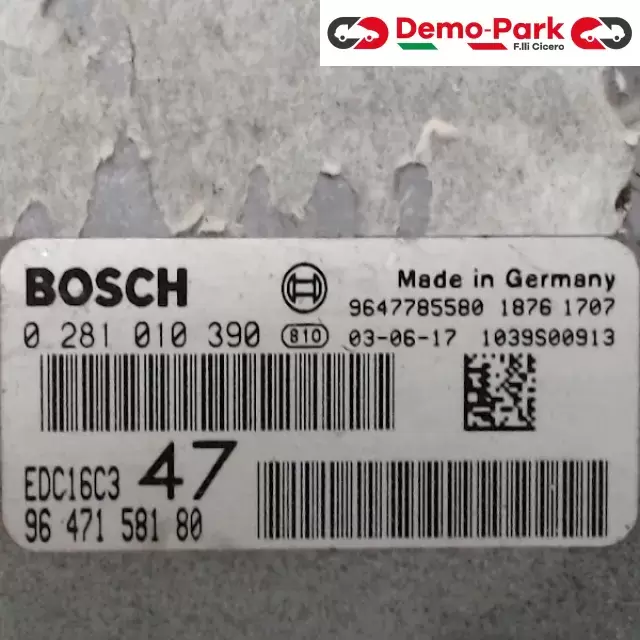 Demo-Park
F.lli Cicero
BOSCH
Made in Germany
9647785580 1876 1707
0 281 010 390 810 03-06-17 1039S00913
EDC16C3 47
96 471 581 80